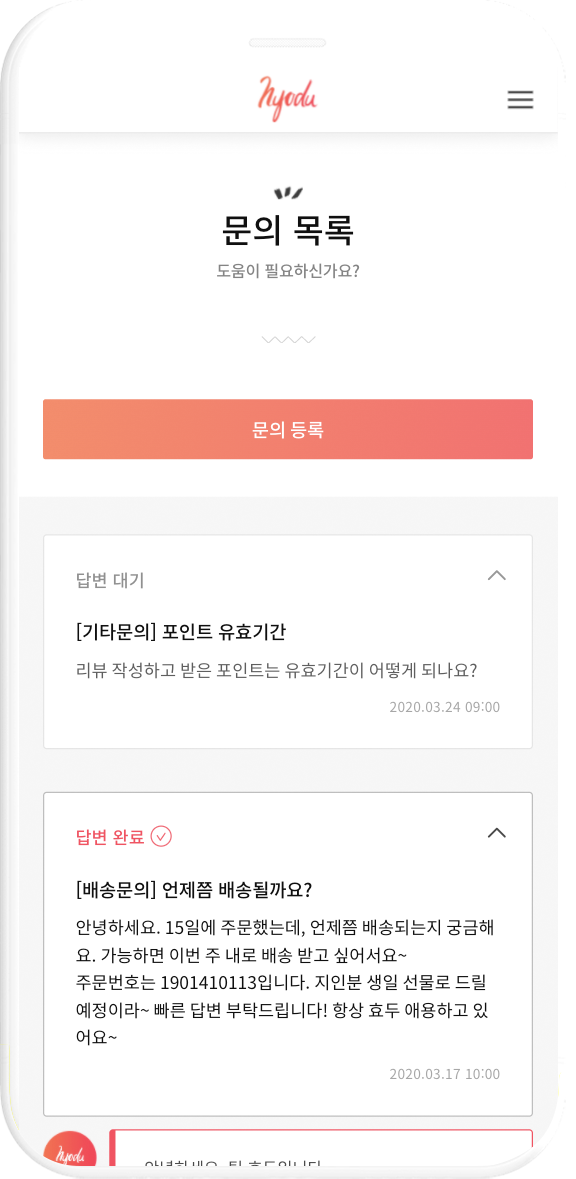 Nyodu
문의 목록
도움이 필요하신가요?
문의 등록
답변 대기
[기타문의] 포인트 유효기간
리뷰 작성하고 받은 포인트는 유효기간이 어떻게 되나요?
2020.03.24 09:00
답변 완료
[배송문의] 언제쯤 배송될까요?
안녕하세요. 15일에 주문했는데, 언제쯤 배송되는지 궁금해
요. 가능하면 이번 주 내로 배송 받고 싶어서요~
주문번호는 1901410113입니다. 지인분 생일 선물로 드릴
예정이라~ 빠른 답변 부탁드립니다! 항상 효두 애용하고 있
어요~
2020.03.17 10:00
Nyodu
안녕하세요.